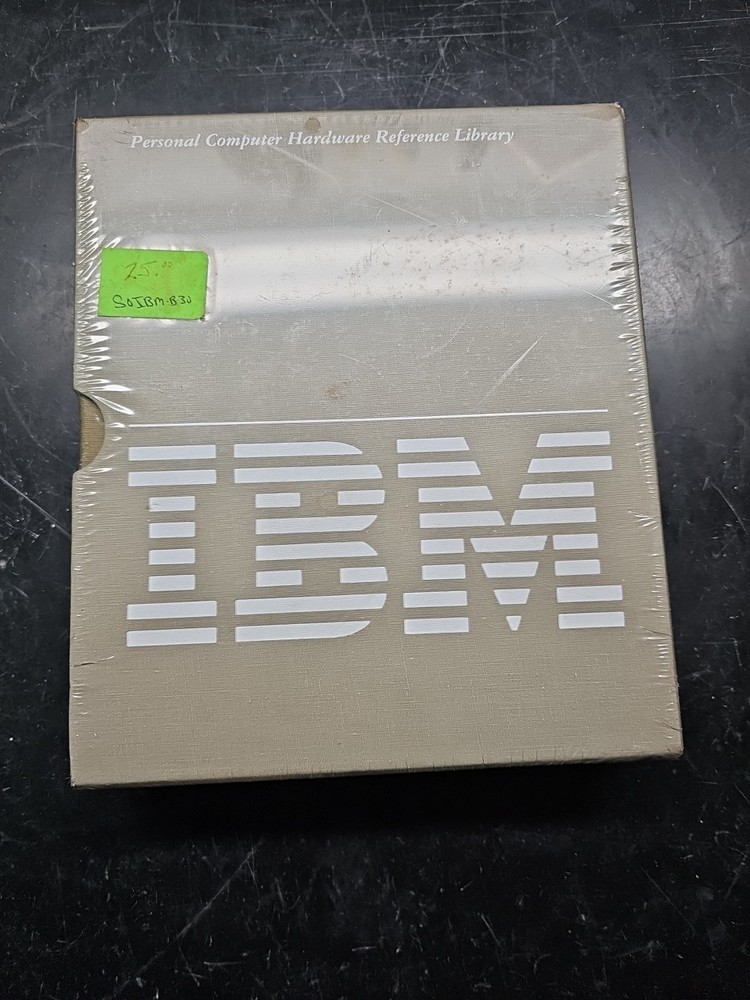 Personal Computer Hardware Reference Library
25.00
SOIBM-B30
IBM